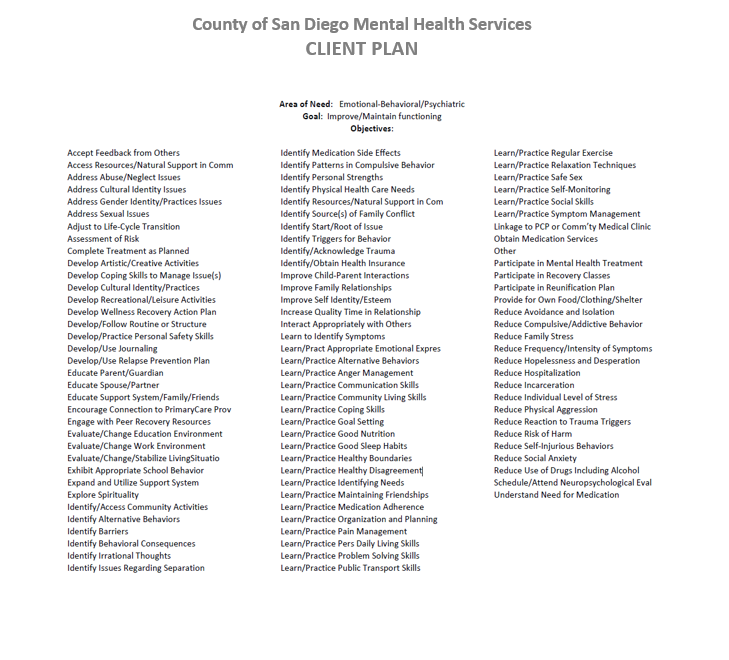 County of San Diego Mental Health Services
CLIENT PLAN
Area of Need: Emotional-Behavioral/Psychiatric
Goal: Improve/Maintain functioning
Objectives:
Accept Feedback from Others
Access Resources/Natural Support in Comm
Address Abuse/Neglect Issues
Address Cultural Identity Issues
Address Gender Identity/Practices Issues
Address Sexual Issues
Adjust to Life-Cycle Transition
Assessment of Risk
Complete Treatment as Planned
Develop Artistic/Creative Activities
Develop Coping Skills to Manage Issue(s)
Develop Cultural Identity/Practices
Develop Recreational/Leisure Activities
Develop Wellness Recovery Action Plan
Develop/Follow Routine or Structure
Develop/Practice Personal Safety Skills
Develop/Use Journaling
Develop/Use Relapse Prevention Plan
Educate Parent/Guardian
Educate Spouse/Partner
Educate Support System/Family/Friends
Encourage Connection to PrimaryCare Prov
Engage with Peer Recovery Resources
Evaluate/Change Education Environment
Evaluate/Change Work Environment
Evaluate/Change/Stabilize LivingSituatio
Exhibit Appropriate School Behavior
Expand and Utilize Support System
Explore Spirituality
Identify/Access Community Activities
Identify Alternative Behaviors
Identify Barriers
Identify Behavioral Consequences
Identify Irrational Thoughts
Identify Issues Regarding Separation
Identify Medication Side Effects
Identify Patterns in Compulsive Behavior
Identify Personal Strengths
Identify Physical Health Care Needs
Identify Resources/Natural Support in Com
Identify Source(s) of Family Conflict
Identify Start/Root of Issue
Identify Triggers for Behavior
Identify/Acknowledge Trauma
Identify/Obtain Health Insurance
Improve Child-Parent Interactions
Improve Family Relationships
Improve Self Identity/Esteem
Increase Quality Time in Relationship
Interact Appropriately with Others
Learn to Identify Symptoms
Learn/Pract Appropriate Emotional Expres
Learn/Practice Alternative Behaviors
Learn/Practice Anger Management
Learn/Practice Communication Skills
Learn/Practice Community Living Skills
Learn/Practice Coping Skills
Learn/Practice Goal Setting
Learn/Practice Good Nutrition
Learn/Practice Good Sleep Habits
Learn/Practice Healthy Boundaries
Learn/Practice Healthy Disagreement
Learn/Practice Identifying Needs
Learn/Practice Maintaining Friendships
Learn/Practice Medication Adherence
Learn/Practice Organization and Planning
Learn/Practice Pain Management
Learn/Practice Pers Daily Living Skills
Learn/Practice Problem Solving Skills
Learn/Practice Public Transport Skills
Learn/Practice Regular Exercise
Learn/Practice Relaxation Techniques
Learn/Practice Safe Sex
Learn/Practice Self-Monitoring
Learn/Practice Social Skills
Learn/Practice Symptom Management
Linkage to PCP or Comm'ty Medical Clinic
Obtain Medication Services
Other
Participate in Mental Health Treatment
Participate in Recovery Classes
Participate in Reunification Plan
Provide for Own Food/Clothing/Shelter
Reduce Avoidance and Isolation
Reduce Compulsive/Addictive Behavior
Reduce Family Stress
Reduce Frequency/Intensity of Symptoms
Reduce Hopelessness and Desperation
Reduce Hospitalization
Reduce Incarceration
Reduce Individual Level of Stress
Reduce Physical Aggression
Reduce Reaction to Trauma Triggers
Reduce Risk of Harm
Reduce Self-Injurious Behaviors
Reduce Social Anxiety
Reduce Use of Drugs Including Alcohol
Schedule/Attend Neuropsychological Eval
Understand Need for Medication